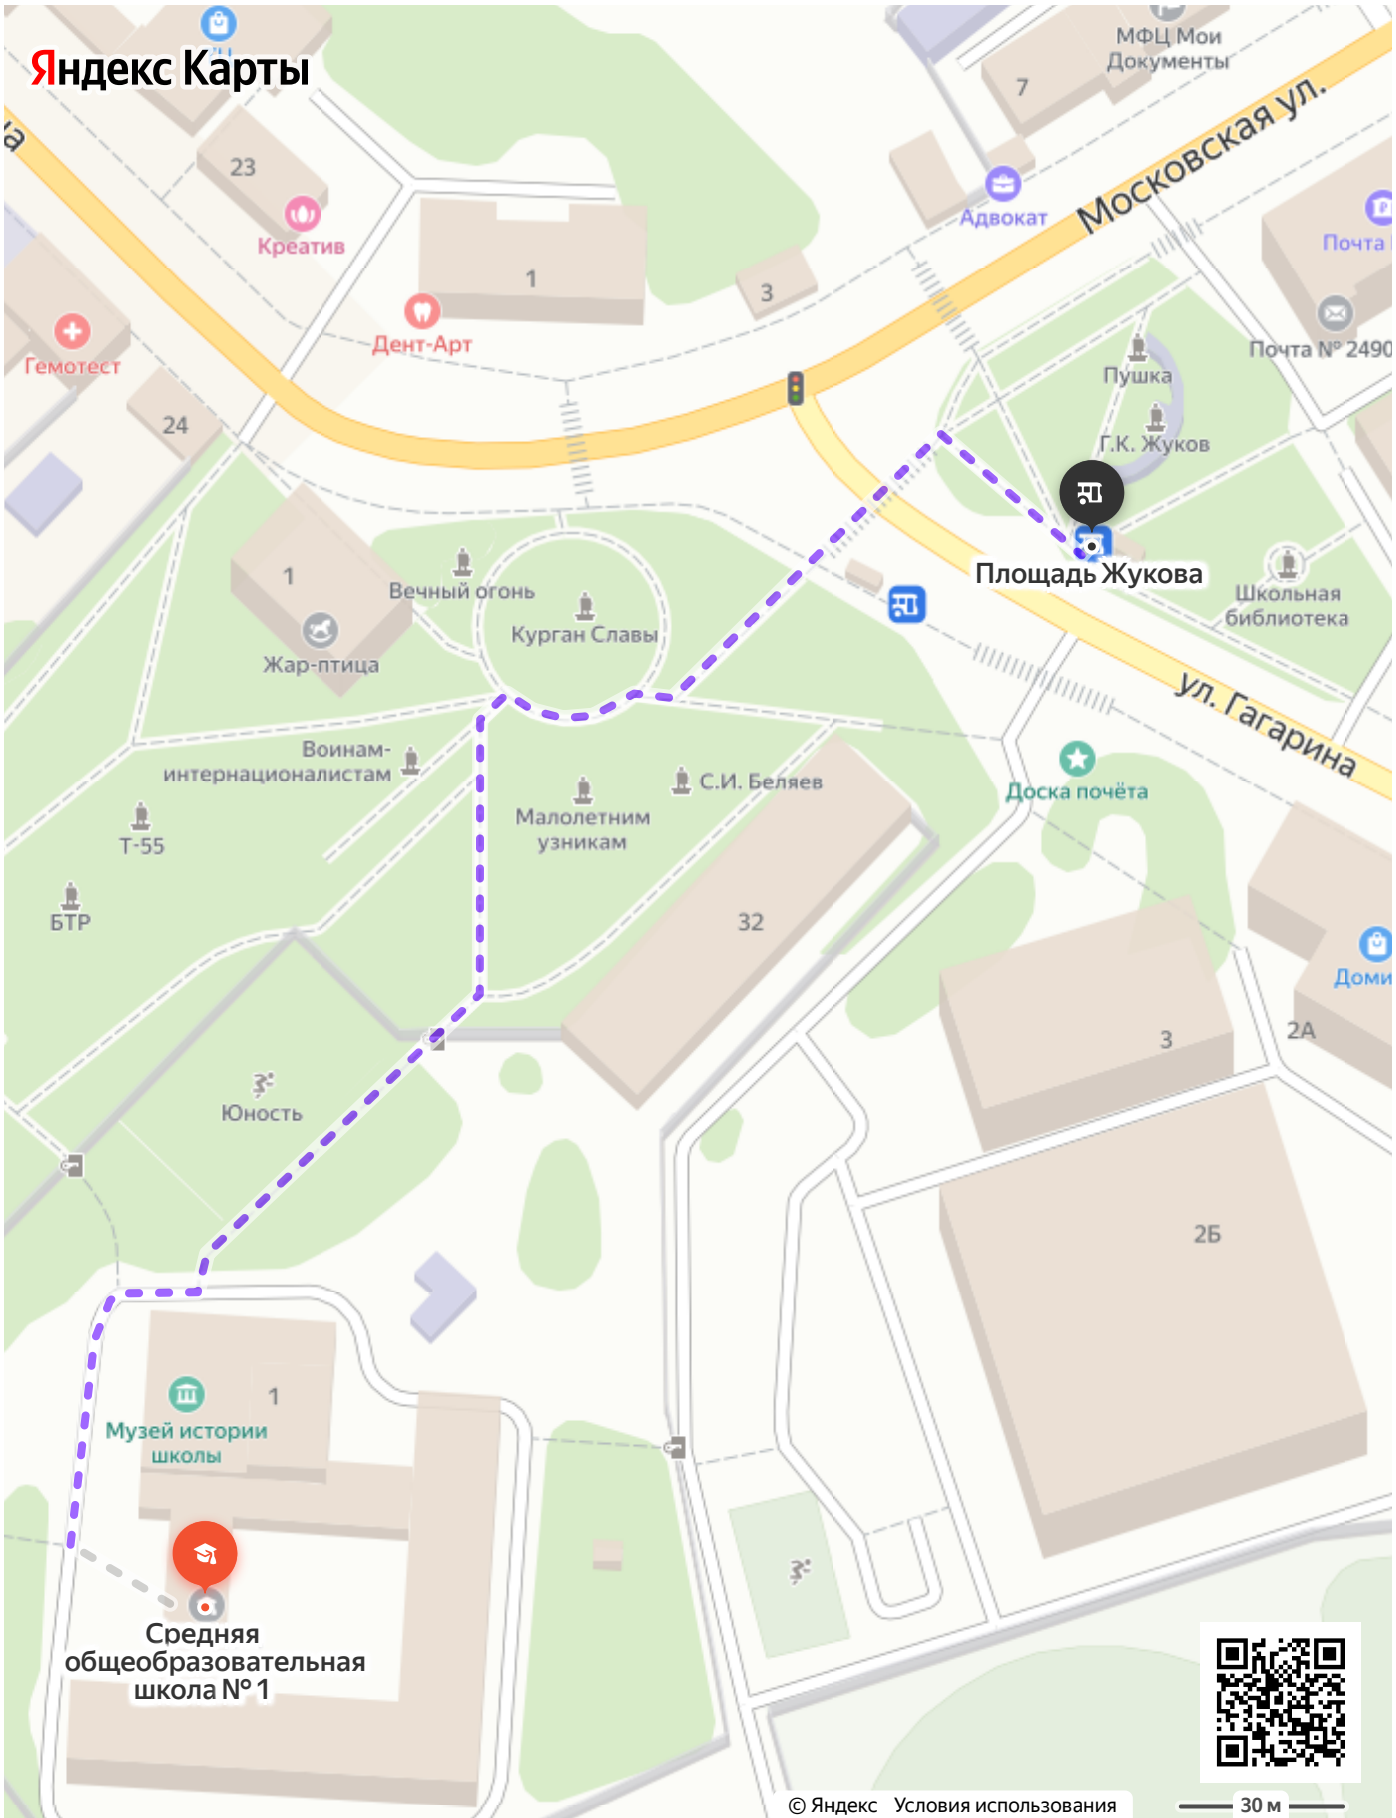 Яндекс Карты
МФЦ Мои
Документы
7
Московская ул.
23
Креатив
Адвокат
Почта
1
3
Дент-Арт
Гемотест
Пушка
Почта № 2490
24
Г.К. Жуков
Площадь Жукова
1
Вечный огонь
Курган Славы
Школьная
библиотека
Жар-птица
ул. Гагарина
Воинам-
интернационалистам
С.И. Беляев
Доска почёта
Малолетним
узникам
Т-55
БТР
32
Доми
3
2А
Юность
2Б
1
Музей истории
школы
Средняя
общеобразовательная
школа № 1
© Яндекс Условия использования
30 м